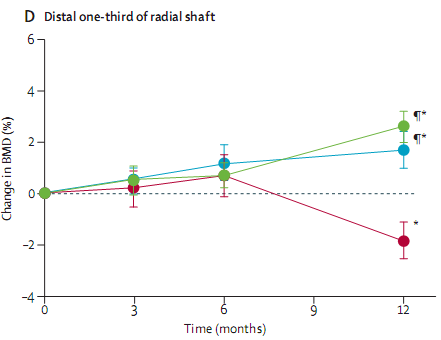 D Distal one-third of radial shaft
6
4
2
0
−2
−4
Change in BMD (%)
¶*
¶*
*
0 3 6 9 12
Time (months)